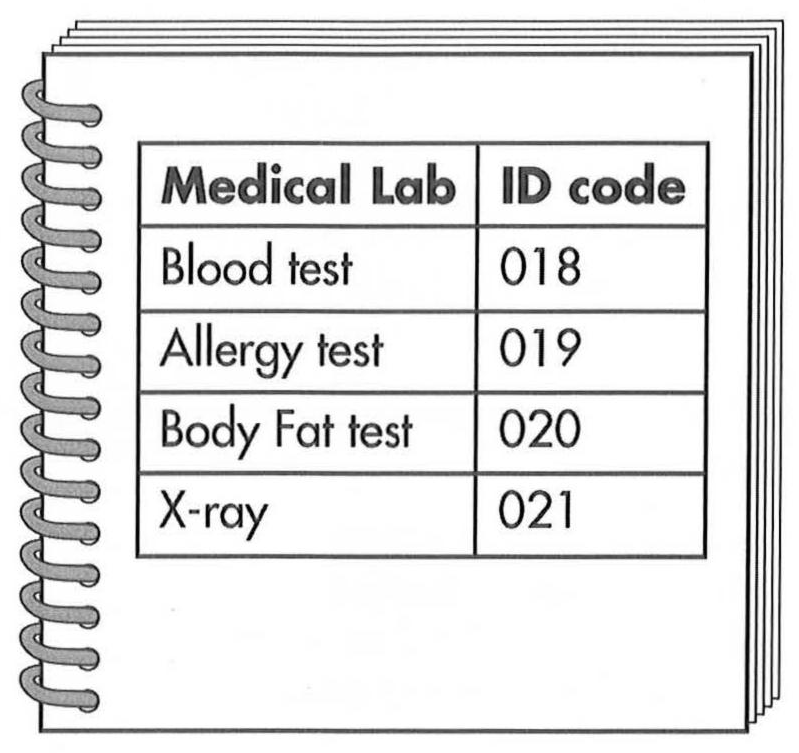 Medical Lab ID code
Blood test 018
Allergy test 019
Body Fat test 020
X-ray 021